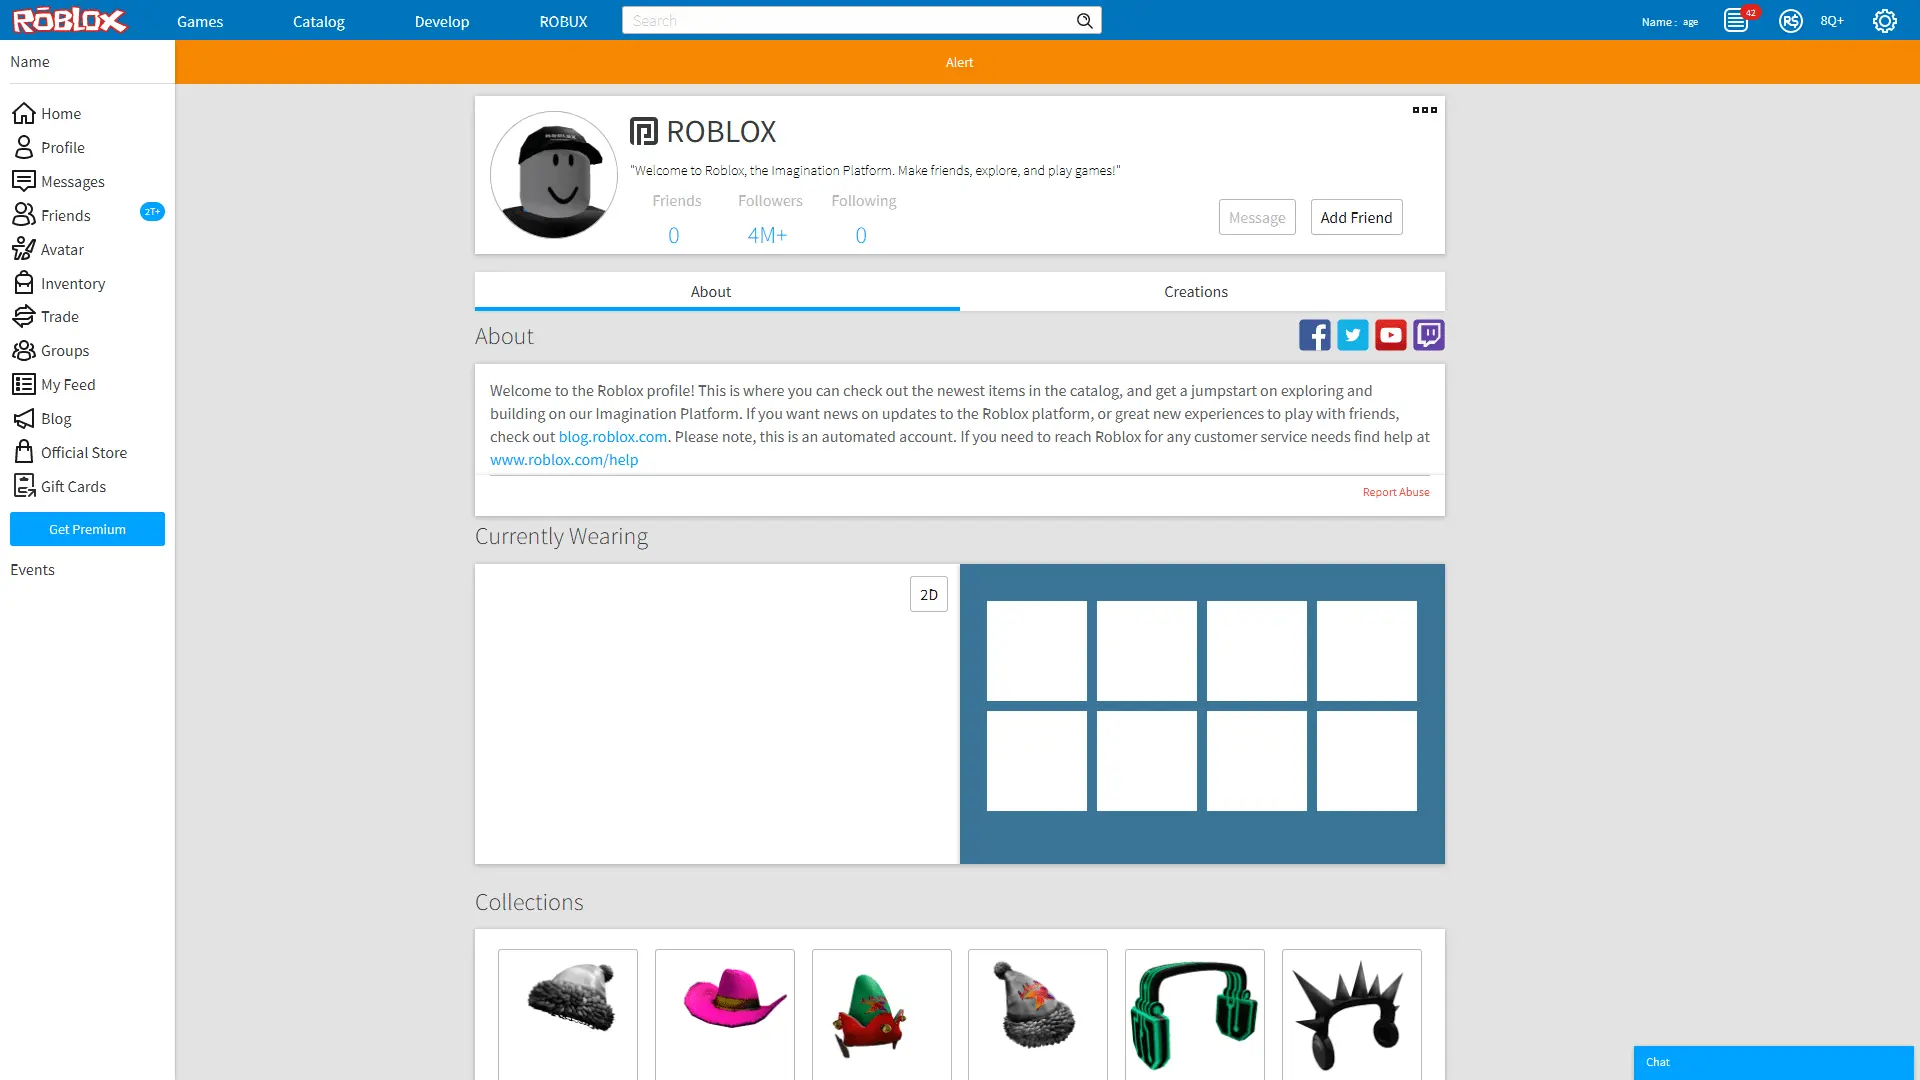 ROBLOX
Games
Catalog
Develop
ROBUX
Search
Name : age
42
R$
8Q+
Name
Alert
Home
Profile
Messages
Friends
2T+
Avatar
Inventory
Trade
Groups
My Feed
Blog
Official Store
Gift Cards
Get Premium
Events
ROBLOX
"Welcome to Roblox, the Imagination Platform. Make friends, explore, and play games!"
Friends Followers Following
0 4M+ 0
Message
Add Friend
About
Creations
About
Welcome to the Roblox profile! This is where you can check out the newest items in the catalog, and get a jumpstart on exploring and
building on our Imagination Platform. If you want news on updates to the Roblox platform, or great new experiences to play with friends,
check out blog.roblox.com. Please note, this is an automated account. If you need to reach Roblox for any customer service needs find help at
www.roblox.com/help
Report Abuse
Currently Wearing
2D
Collections
Chat